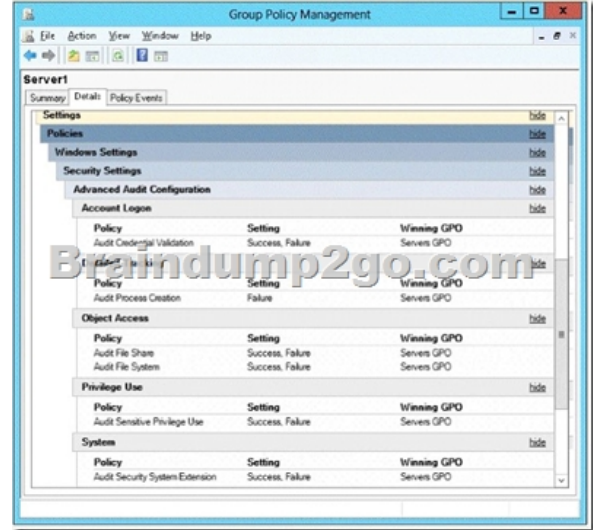 Group Policy Management
File Action View Window Help
Server1
Summary Details Policy Events
Settings hide
Policies hide
Windows Settings hide
Security Settings hide
Advanced Audit Configuration hide
Account Logon hide
Policy Setting Winning GPO
Audit Credential Validation Success, Failure Servers GPO
Braindump2go.com
hide
Policy Setting Winning GPO
Audit Process Creation Failure Servers GPO
Object Access hide
Policy Setting Winning GPO
Audit File Share Success, Failure Servers GPO
Audit File System Success, Failure Servers GPO
Privilege Use hide
Policy Setting Winning GPO
Audit Sensitive Privilege Use Success, Failure Servers GPO
System hide
Policy Setting Winning GPO
Audit Security System Extension Success, Failure Servers GPO